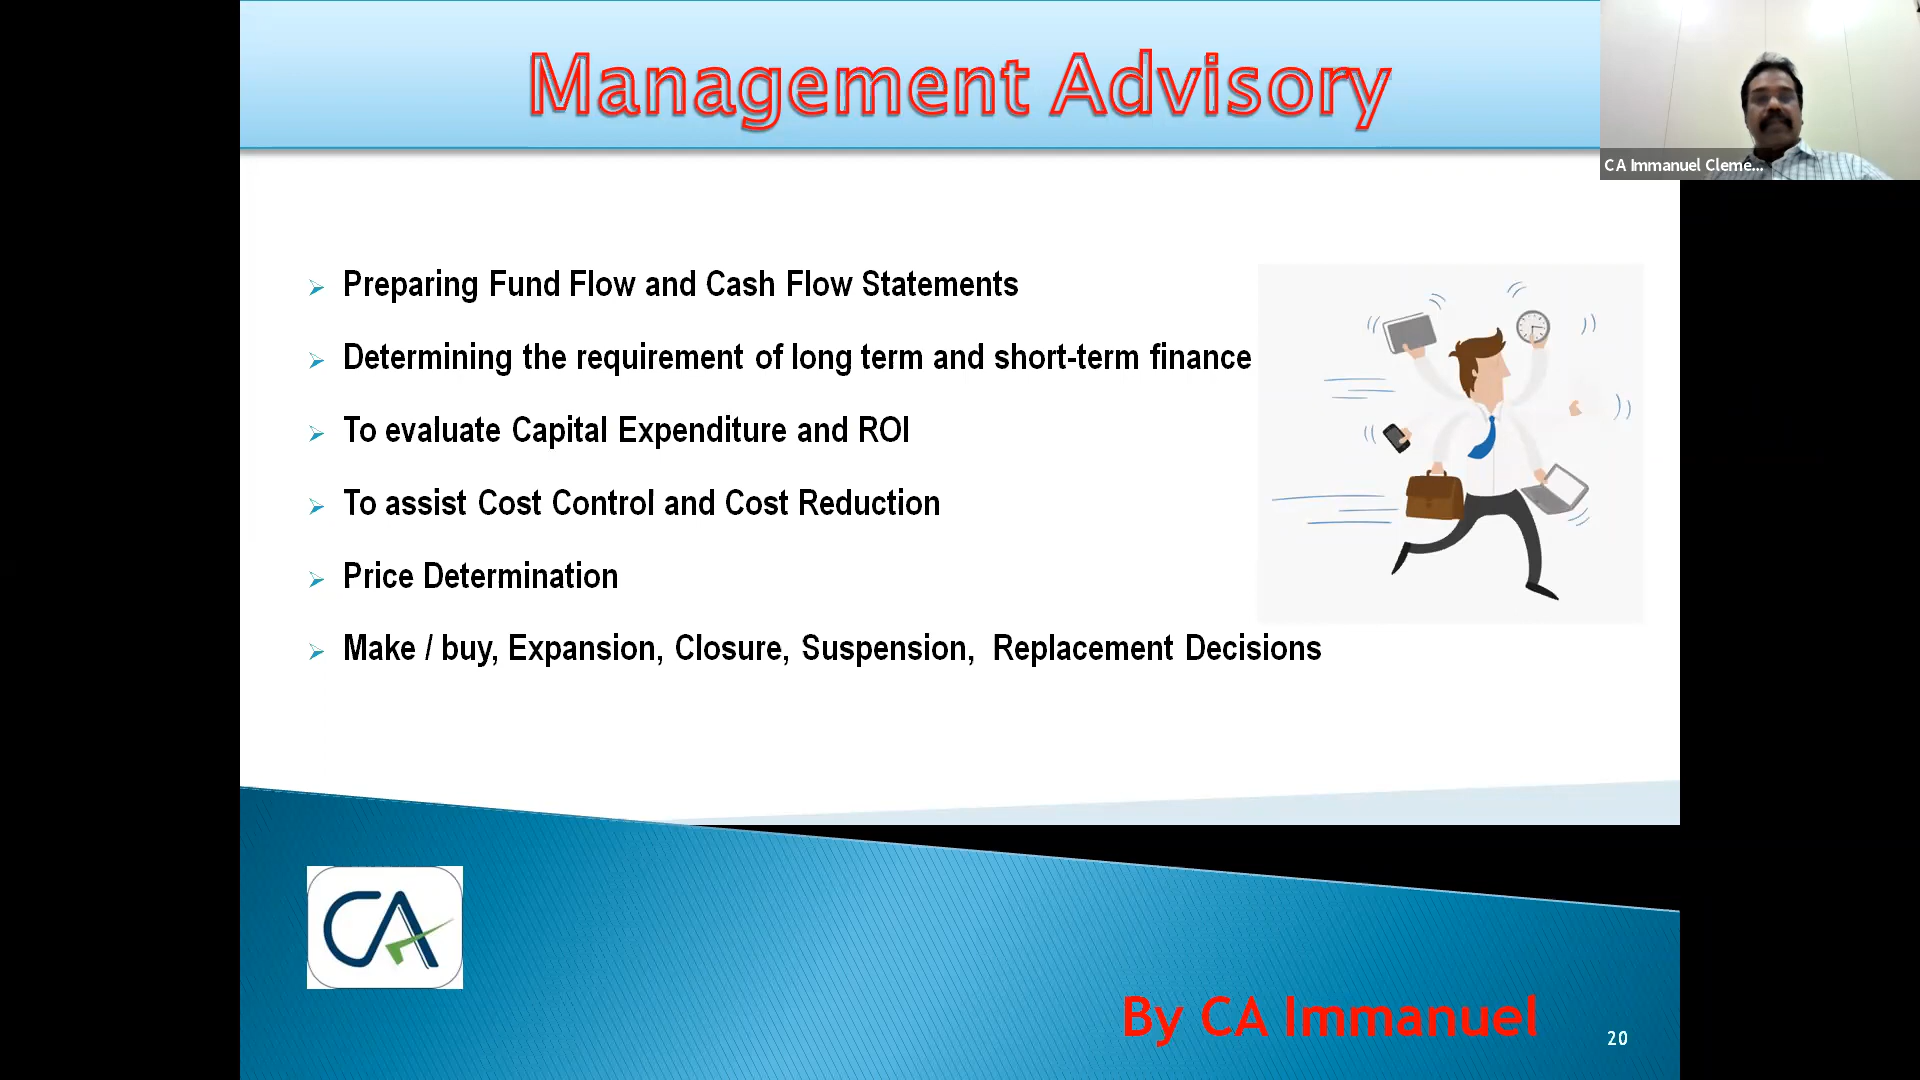 Management Advisory
CA Immanuel Cleme...
Preparing Fund Flow and Cash Flow Statements
Determining the requirement of long term and short-term finance
To evaluate Capital Expenditure and ROI
To assist Cost Control and Cost Reduction
Price Determination
Make / buy, Expansion, Closure, Suspension, Replacement Decisions
CA
By CA Immanuel
20